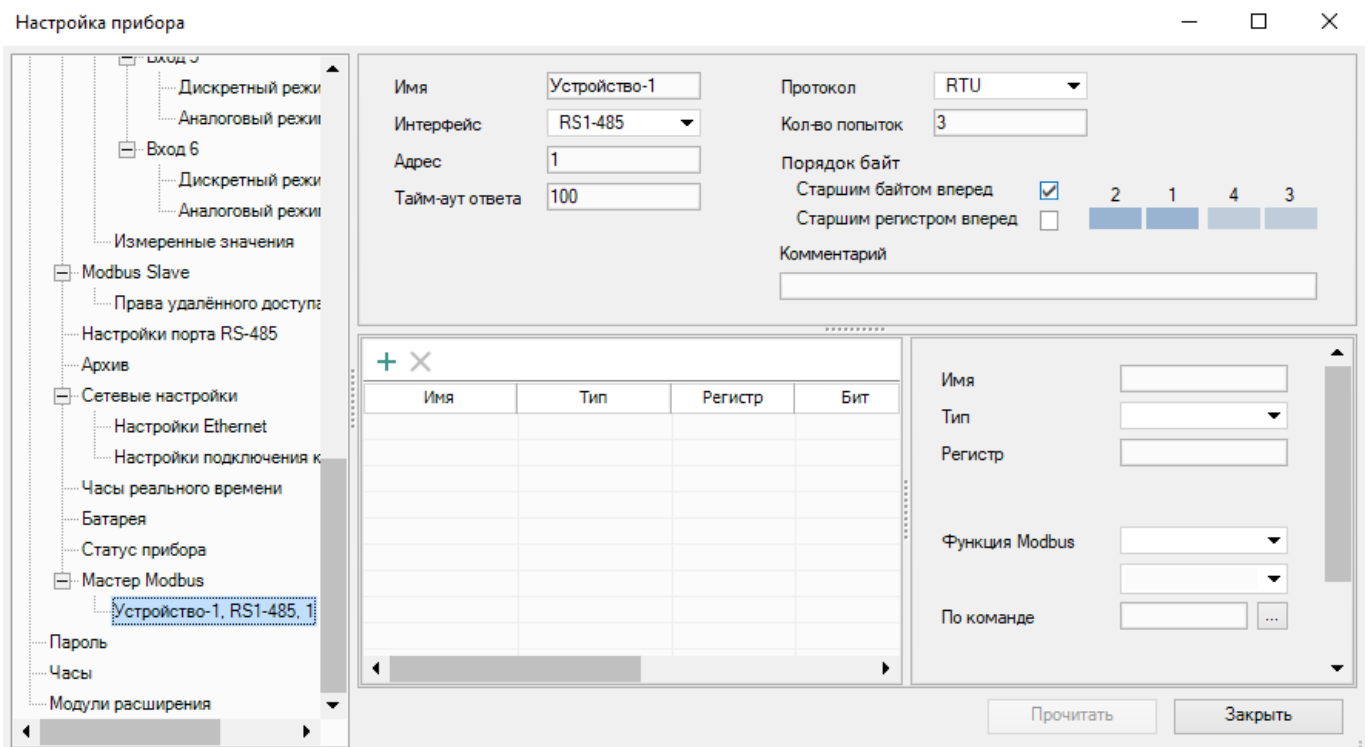 Настройка прибора
Вход 5
Дискретный режи
Аналоговый режи
Вход 6
Дискретный режи
Аналоговый режи
Измеренные значения
Modbus Slave
Права удалённого доступа
Настройки порта RS-485
Архив
Сетевые настройки
Настройки Ethernet
Настройки подключения к
Часы реального времени
Батарея
Статус прибора
Мастер Modbus
Устройство-1, RS1-485, 1
Пароль
Часы
Модули расширения
Имя Устройство-1
Интерфейс RS1-485
Адрес 1
Тайм-аут ответа 100
Протокол RTU
Кол-во попыток 3
Порядок байт
Старшим байтом вперед
Старшим регистром вперед
2 1 4 3
Комментарий
Имя Тип Регистр Бит
Имя
Тип
Регистр
Функция Modbus
По команде ...
Прочитать Закрыть